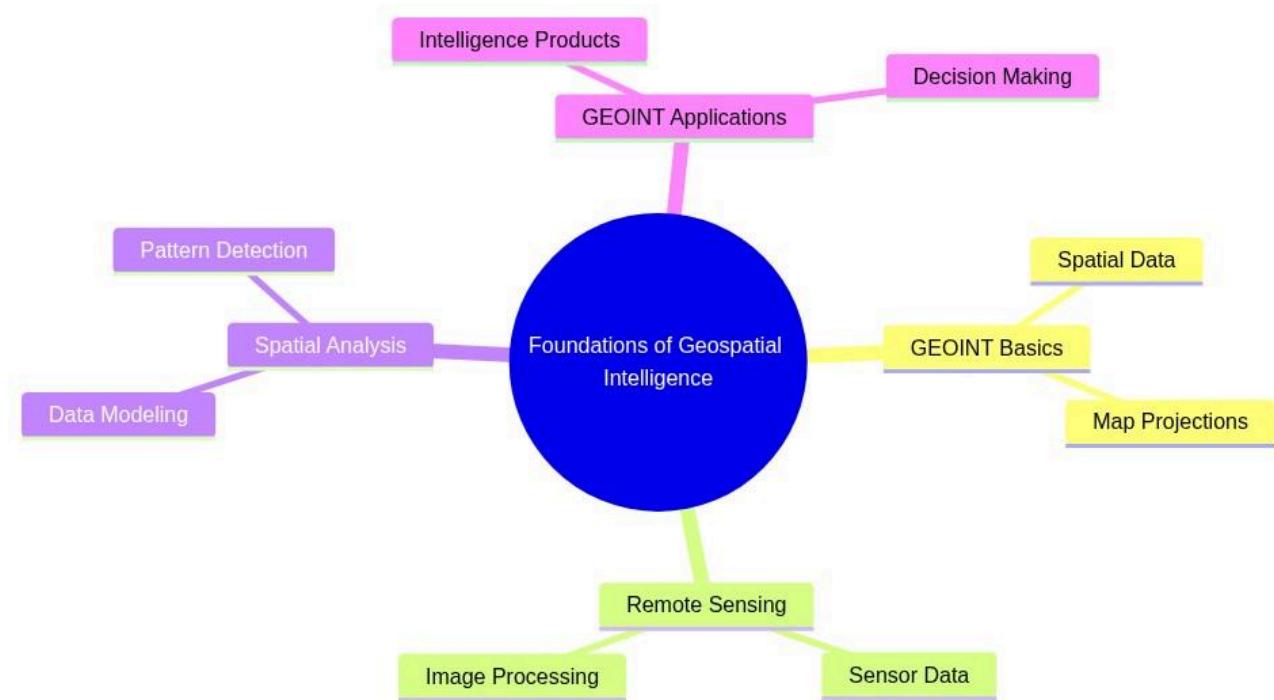 Intelligence Products
Decision Making
GEOINT Applications
Pattern Detection
Spatial Data
Spatial Analysis
Foundations of Geospatial
Intelligence
GEOINT Basics
Data Modeling
Map Projections
Remote Sensing
Image Processing
Sensor Data